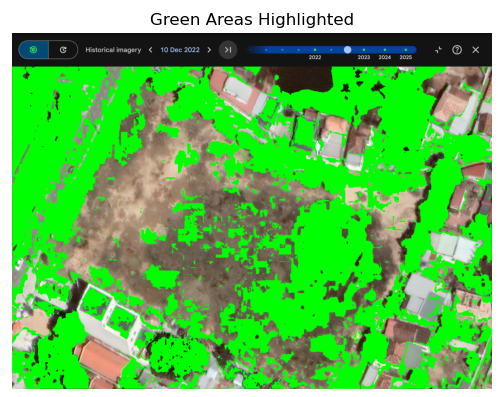 Green Areas Highlighted
Historical imagery
10 Dec 2022
2022
2023
2024
2025